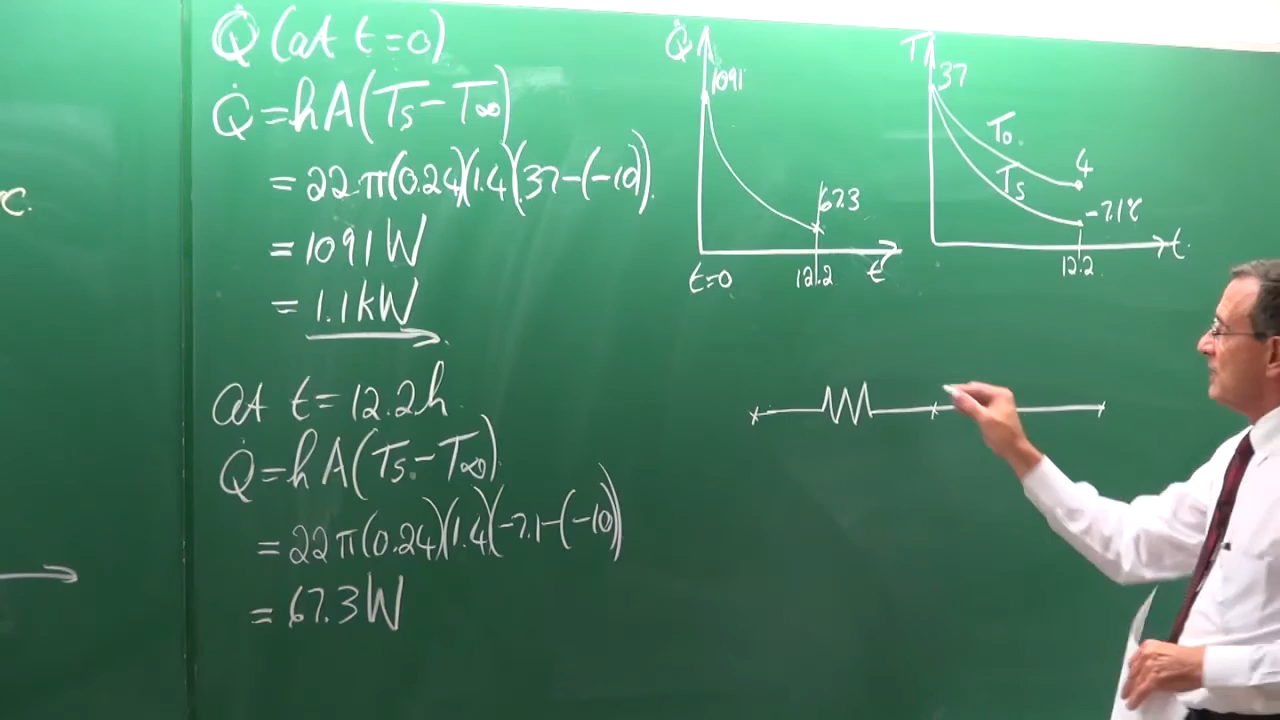 c.
Q̇ (at t=0)
Q̇ = hA(Ts - T∞)
= 22 π(0.24)(1.4)(37-(-10))
= 1091 W
= 1.1 kW
at t = 12.2h
Q̇ = hA(Ts - T∞)
= 22 π(0.24)(1.4)(-7.1-(-10))
= 67.3 W
Q̇
1091
67.3
t=0
12.2
t
T
37
To
Ts
4
-7.1℃
12.2
t